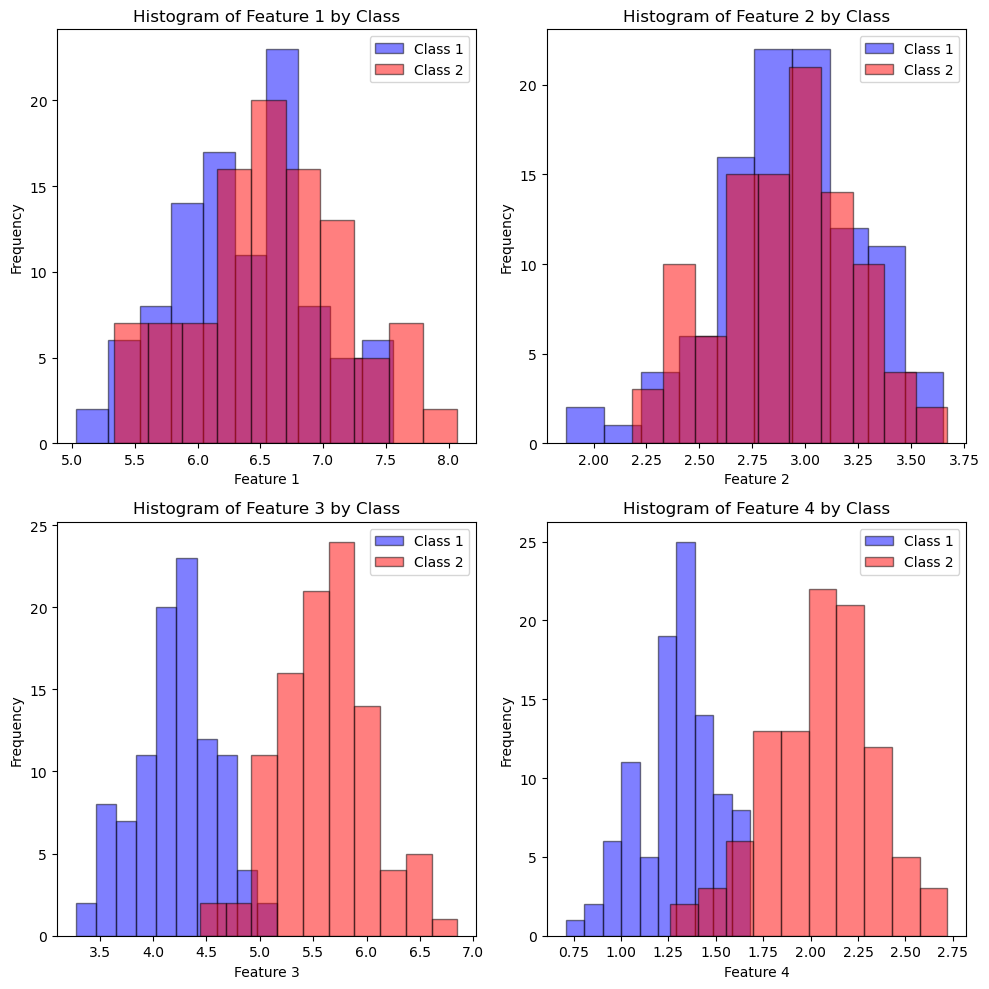 Histogram of Feature 1 by Class
Class 1
Class 2
Frequency
20
15
10
5
0
5.0 5.5 6.0 6.5 7.0 7.5 8.0
Feature 1
Histogram of Feature 2 by Class
Class 1
Class 2
Frequency
20
15
10
5
0
2.00 2.25 2.50 2.75 3.00 3.25 3.50 3.75
Feature 2
Histogram of Feature 3 by Class
Class 1
Class 2
Frequency
25
20
15
10
5
0
3.5 4.0 4.5 5.0 5.5 6.0 6.5 7.0
Feature 3
Histogram of Feature 4 by Class
Class 1
Class 2
Frequency
25
20
15
10
5
0
0.75 1.00 1.25 1.50 1.75 2.00 2.25 2.50 2.75
Feature 4